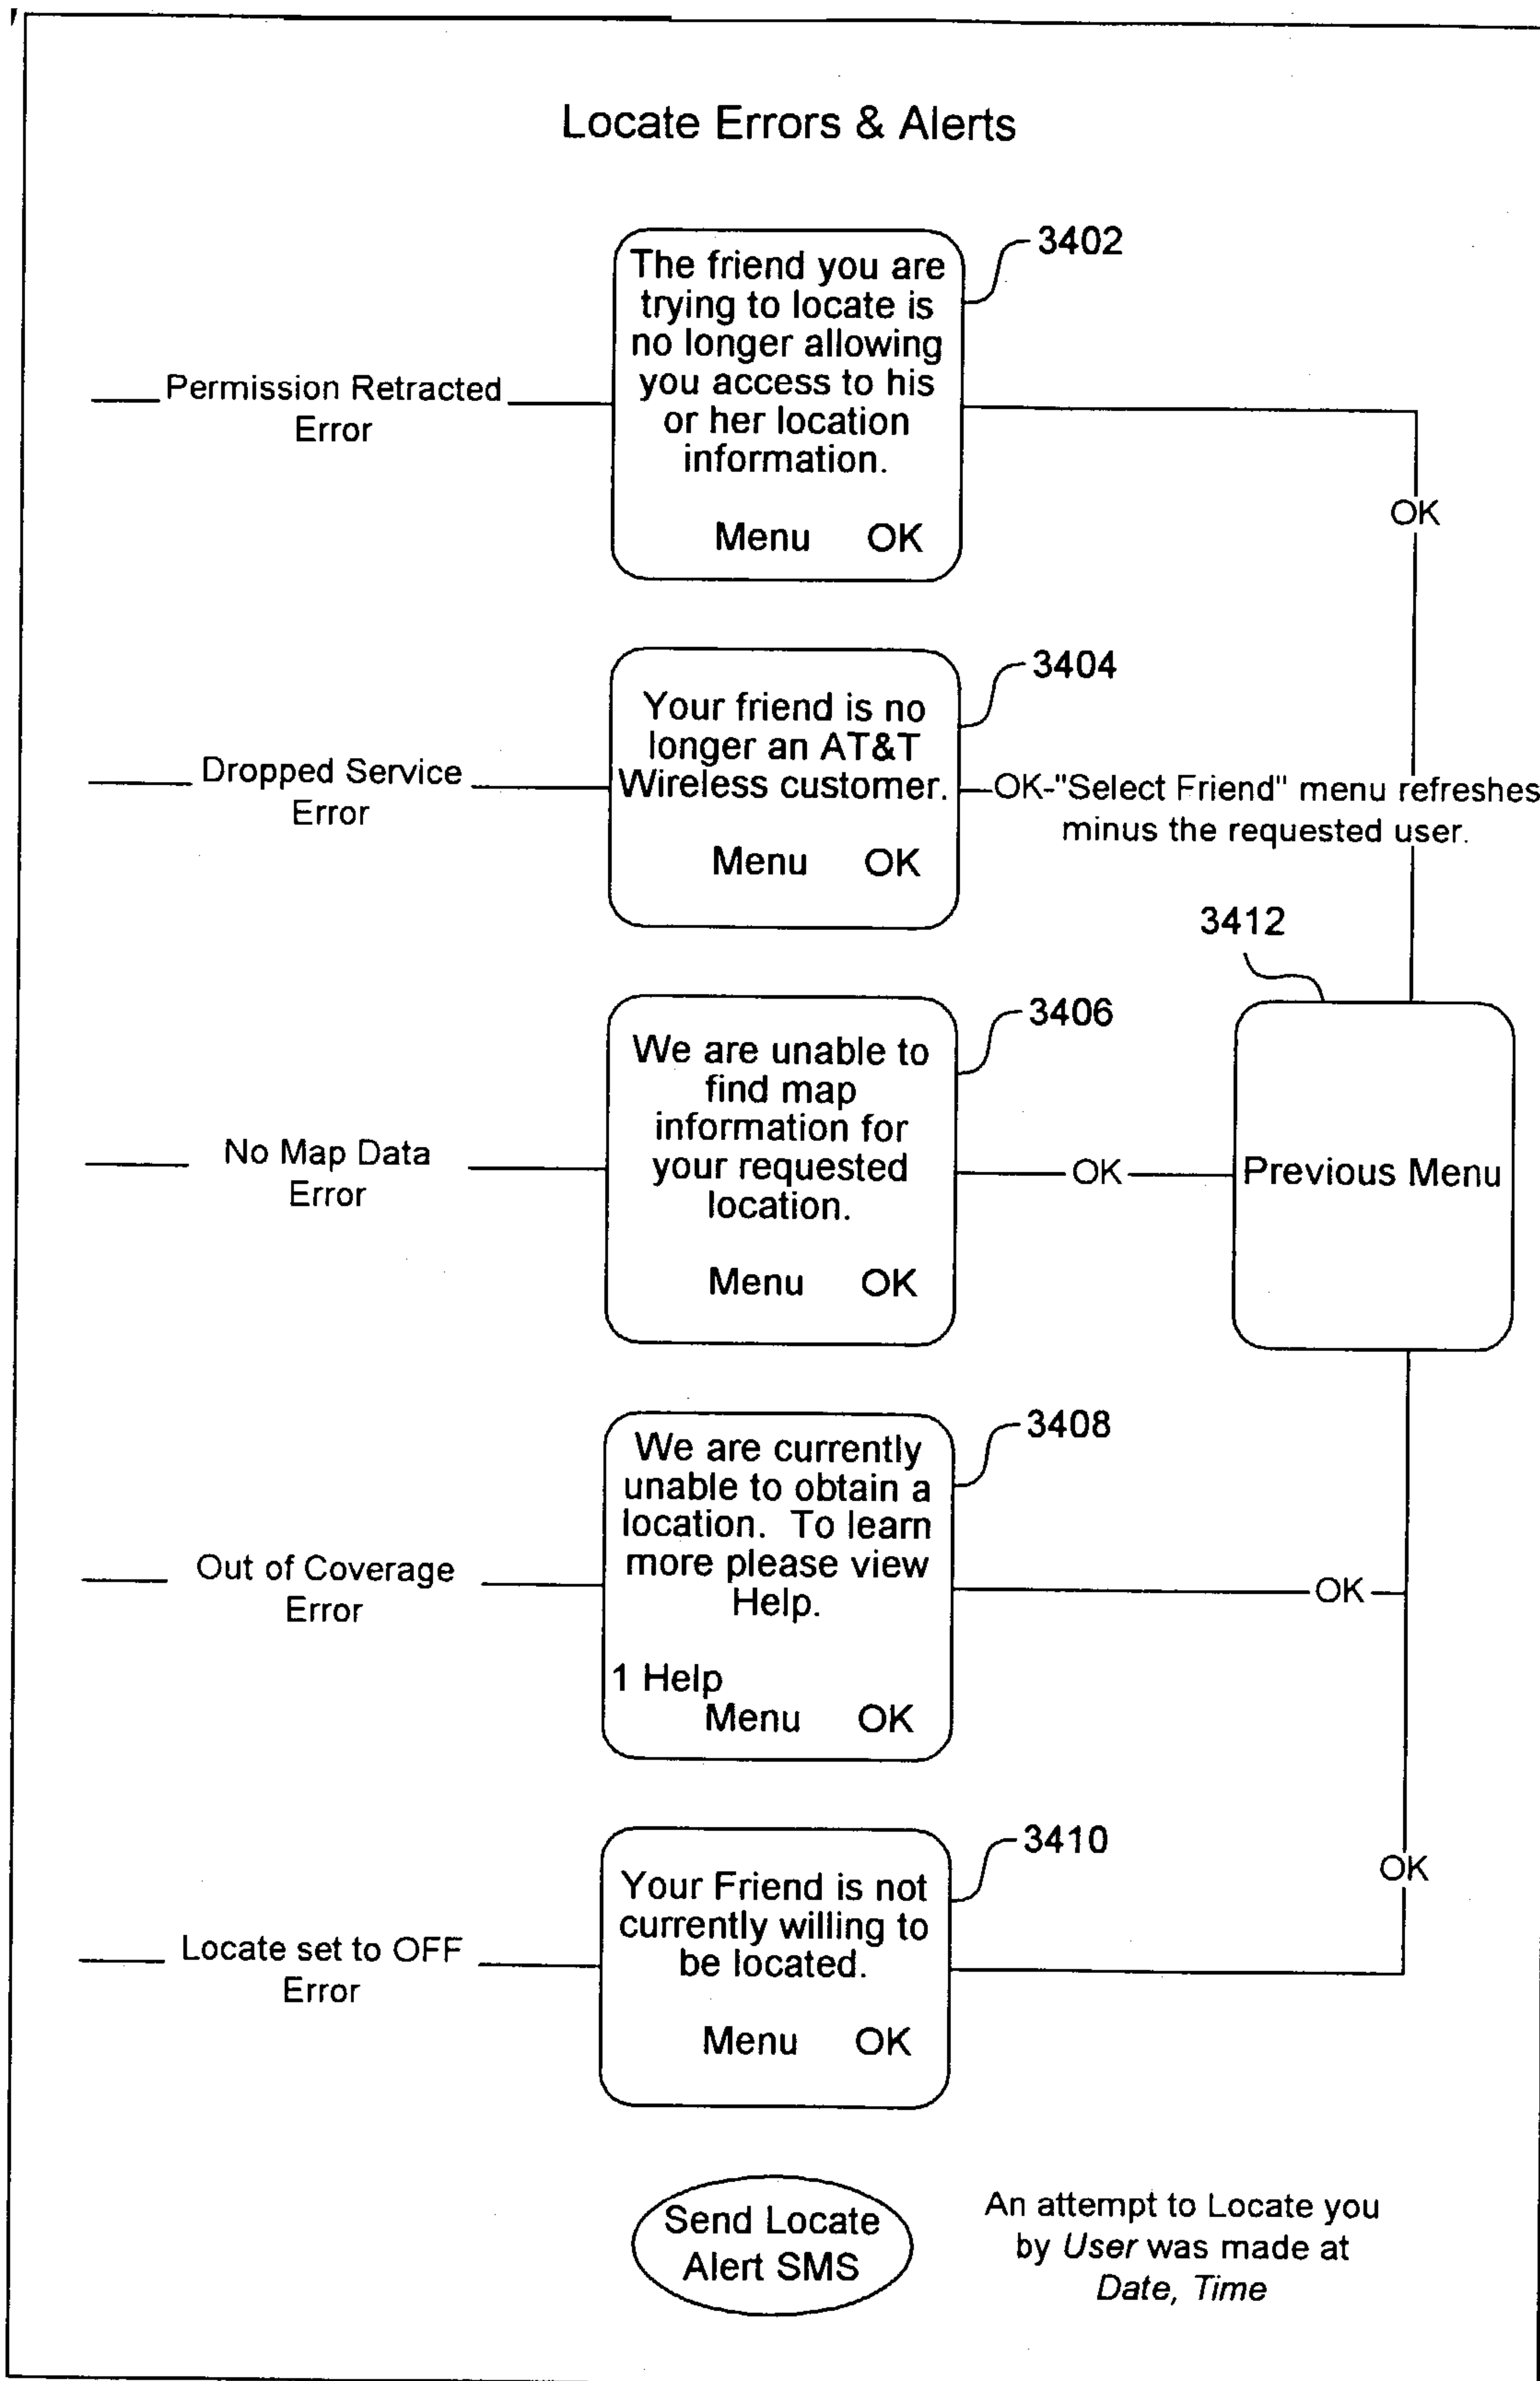 Locate Errors & Alerts
3402
The friend you are
trying to locate is
no longer allowing
you access to his
or her location
information.
Menu OK
Permission Retracted
Error
OK
3404
Your friend is no
longer an AT&T
Wireless customer.
Menu OK
Dropped Service
Error
OK-"Select Friend" menu refreshes
minus the requested user.
3412
3406
We are unable to
find map
information for
your requested
location.
Menu OK
No Map Data
Error
OK
Previous Menu
3408
We are currently
unable to obtain a
location. To learn
more please view
Help.
1 Help
Menu OK
Out of Coverage
Error
OK
3410
Your Friend is not
currently willing to
be located.
Menu OK
Locate set to OFF
Error
OK
Send Locate
Alert SMS
An attempt to Locate you
by User was made at
Date, Time